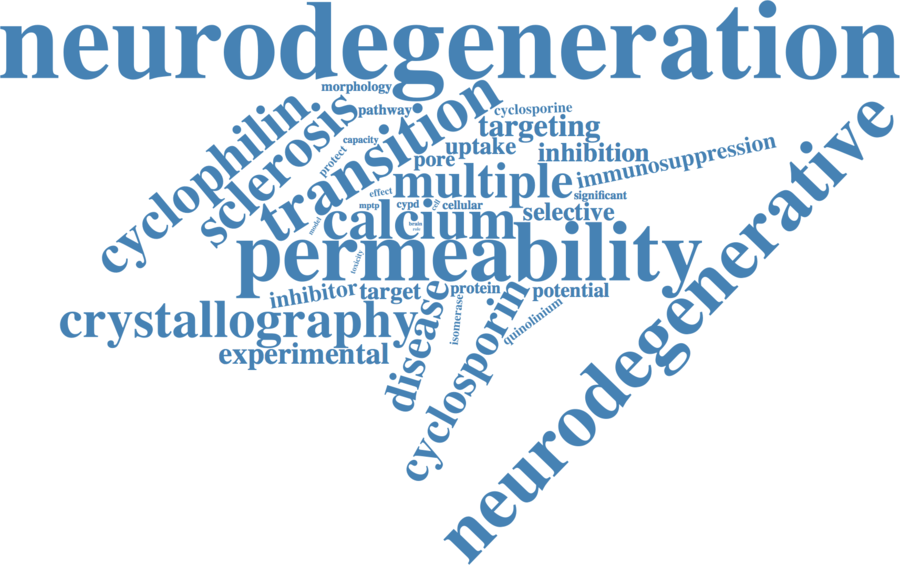 neurodegeneration
morphology
pathway
cyclosporine
cyclophilin
sclerosis
transition
targeting
capacity
uptake
inhibition
immunosuppression
protect
pore
multiple
neurodegenerative
effect
significant
mptp
cypd
cell
cellular
selective
model
calcium
brain
role
permeability
toxicity
inhibitor
target
disease
protein
potential
isomerase
cyclosporin
quinolinium
crystallography
experimental